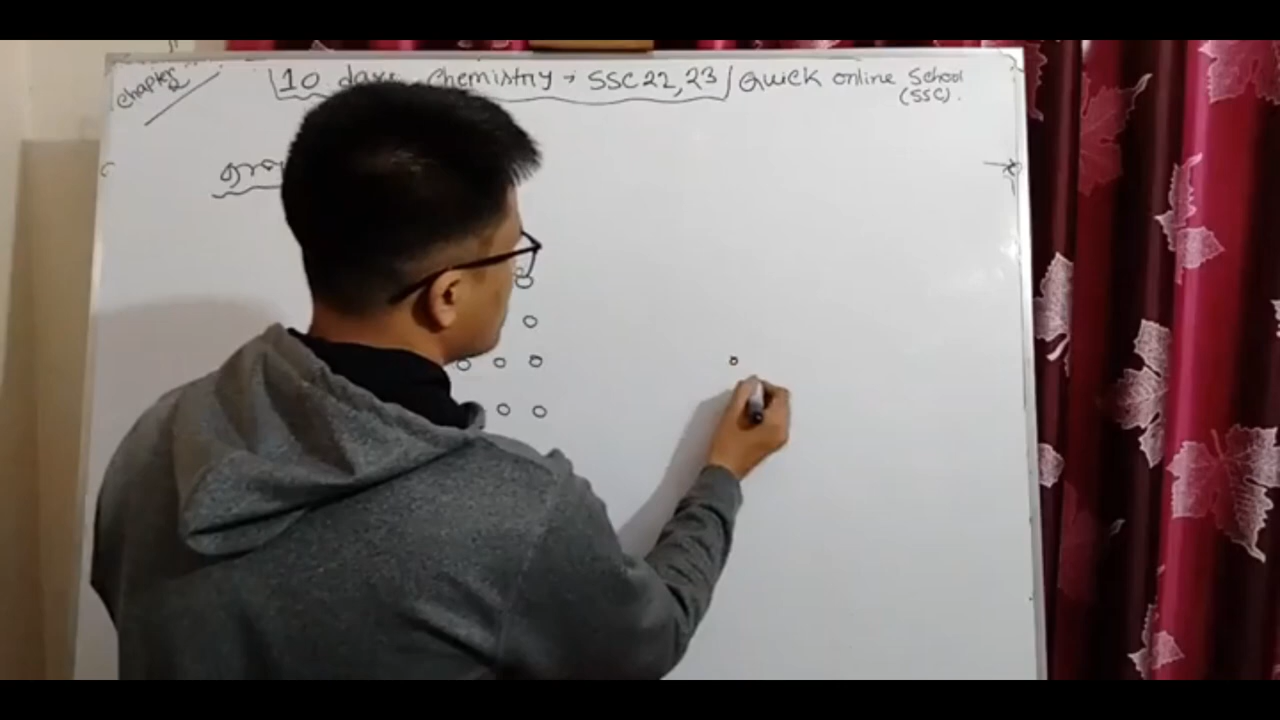 Chapter 2
10 days Chemistry → SSC 22, 23 / Quick online School
(SSC).